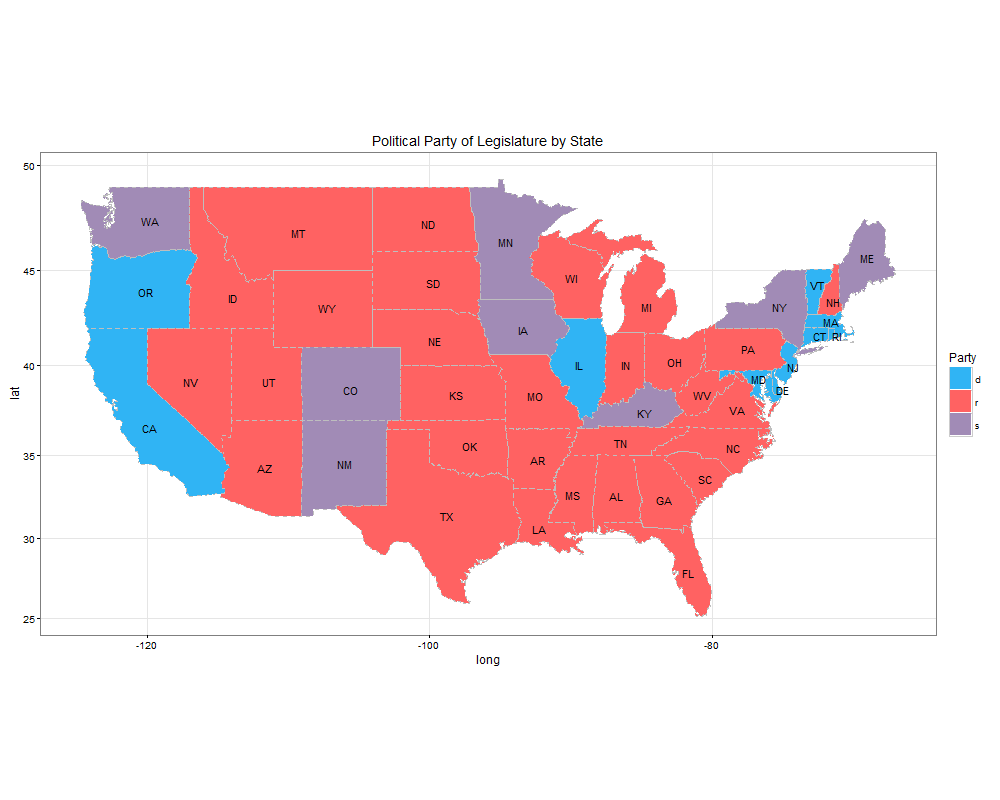 Political Party of Legislature by State
50
45
40
35
30
25
lat
WA
OR
CA
NV
ID
MT
WY
UT
AZ
CO
NM
ND
SD
NE
KS
OK
TX
MN
IA
MO
AR
LA
WI
IL
MS
MI
IN
OH
KY
TN
AL
GA
FL
SC
NC
VA
WV
PA
NY
VT
NH
ME
MA
CT
RI
NJ
MD
DE
-120
-100
-80
long
Party
d
r
s